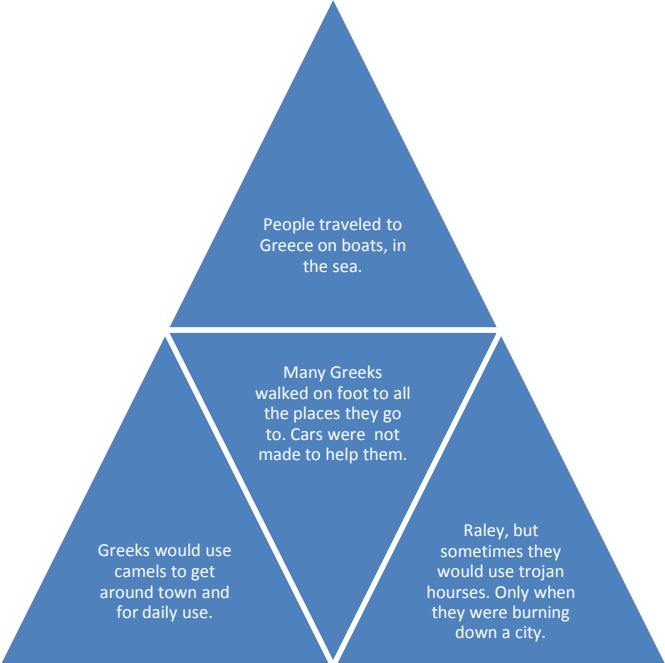 People traveled to
Greece on boats, in
the sea.
Many Greeks
walked on foot to all
the places they go
to. Cars were not
made to help them.
Greeks would use
camels to get
around town and
for daily use.
Raley, but
sometimes they
would use trojan
hourses. Only when
they were burning
down a city.